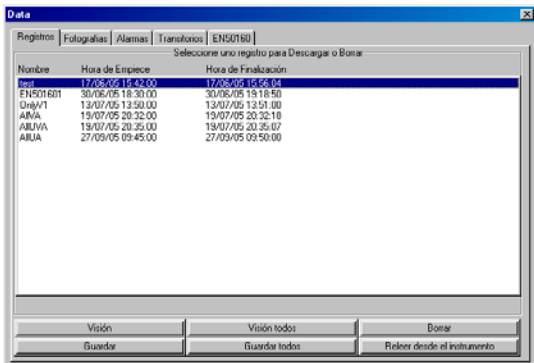 Data
Registros Fotografias Alarmas Transitorios EN50160
Seleccione uno registro para Descargar o Borrar
Nombre Hora de Empiece Hora de Finalización
test 17/06/05 15:42:00 17/06/05 15:56:04
EN501601 30/06/05 18:30:00 30/06/05 19:18:50
OnlyV1 13/07/05 13:50:00 13/07/05 13:51:00
AllVA 19/07/05 20:32:00 19/07/05 20:32:10
AllUVA 19/07/05 20:35:00 19/07/05 20:35:07
AllUA 27/09/05 09:45:00 27/09/05 09:50:00
Visión Visión todos Borrar
Guardar Guardar todos Releer desde el instrumento